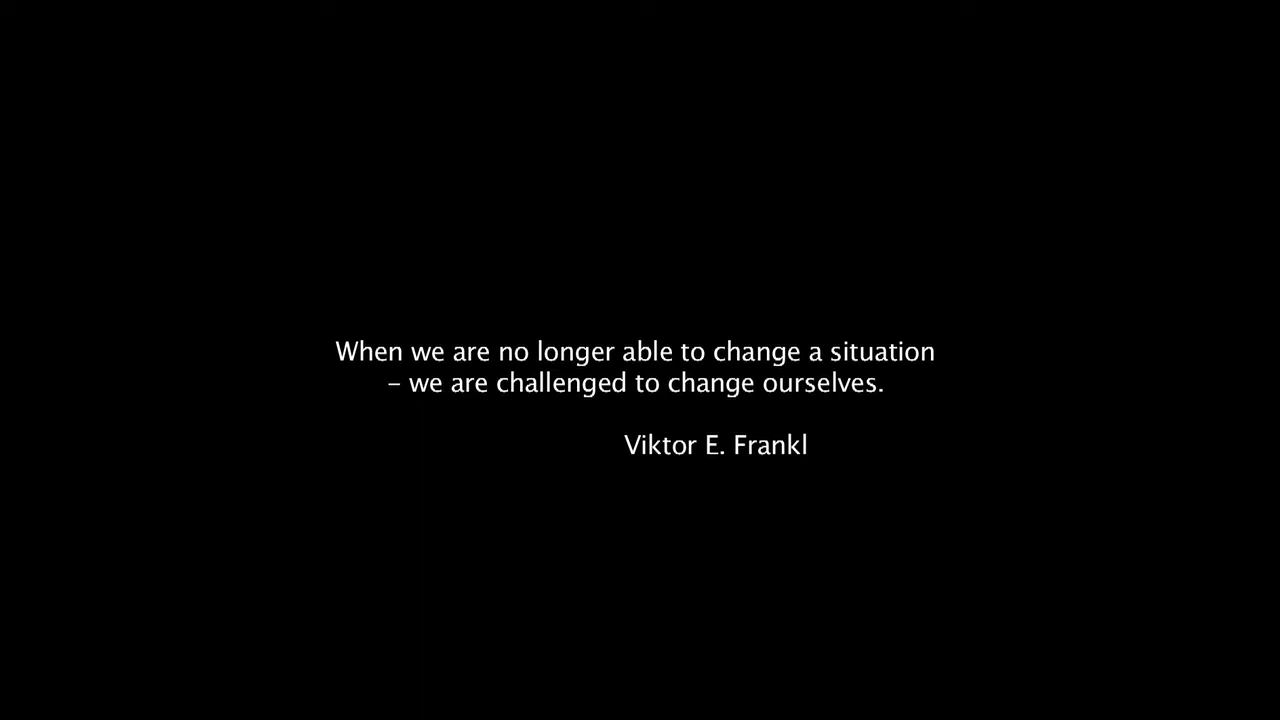 When we are no longer able to change a situation
– we are challenged to change ourselves.
Viktor E. Frankl